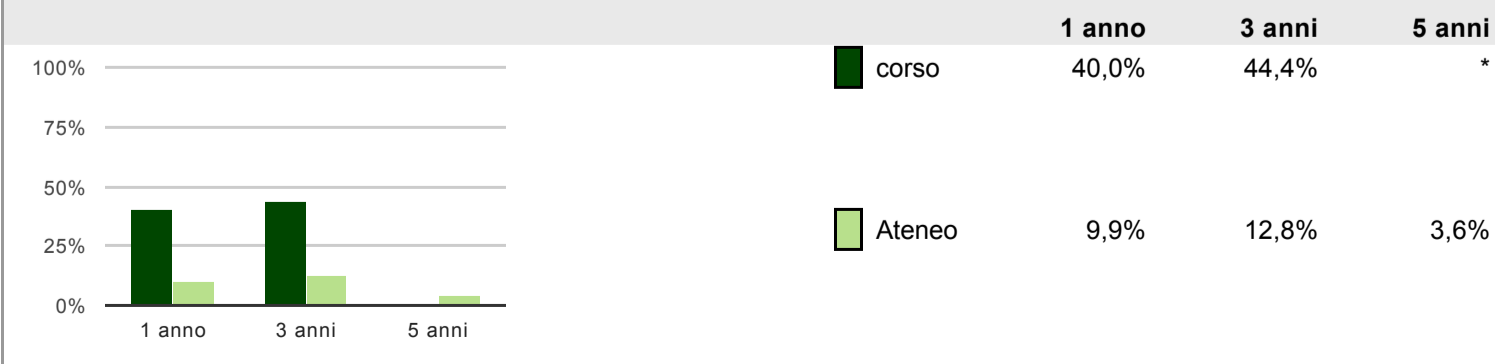 1 anno 3 anni 5 anni
100%
75%
50%
25%
0%
1 anno 3 anni 5 anni
corso 40,0% 44,4% *
Ateneo 9,9% 12,8% 3,6%